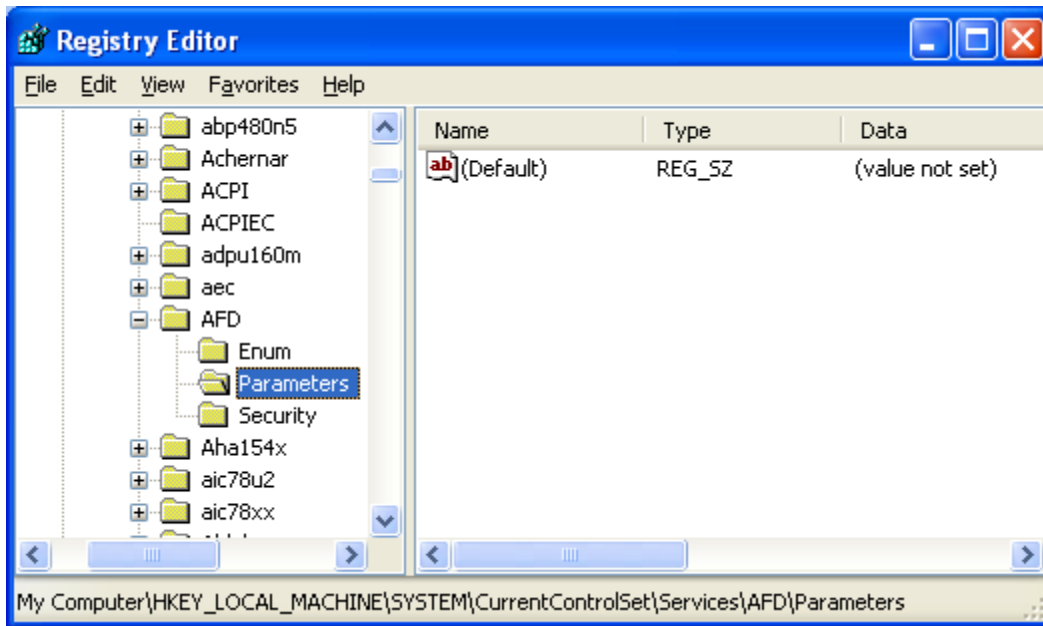 Registry Editor
File Edit View Favorites Help
abp480n5
Achernar
ACPI
ACPIEC
adpu160m
aec
AFD
Enum
Parameters
Security
Aha154x
aic78u2
aic78xx
Name Type Data
ab (Default) REG_SZ (value not set)
My Computer\HKEY_LOCAL_MACHINE\SYSTEM\CurrentControlSet\Services\AFD\Parameters